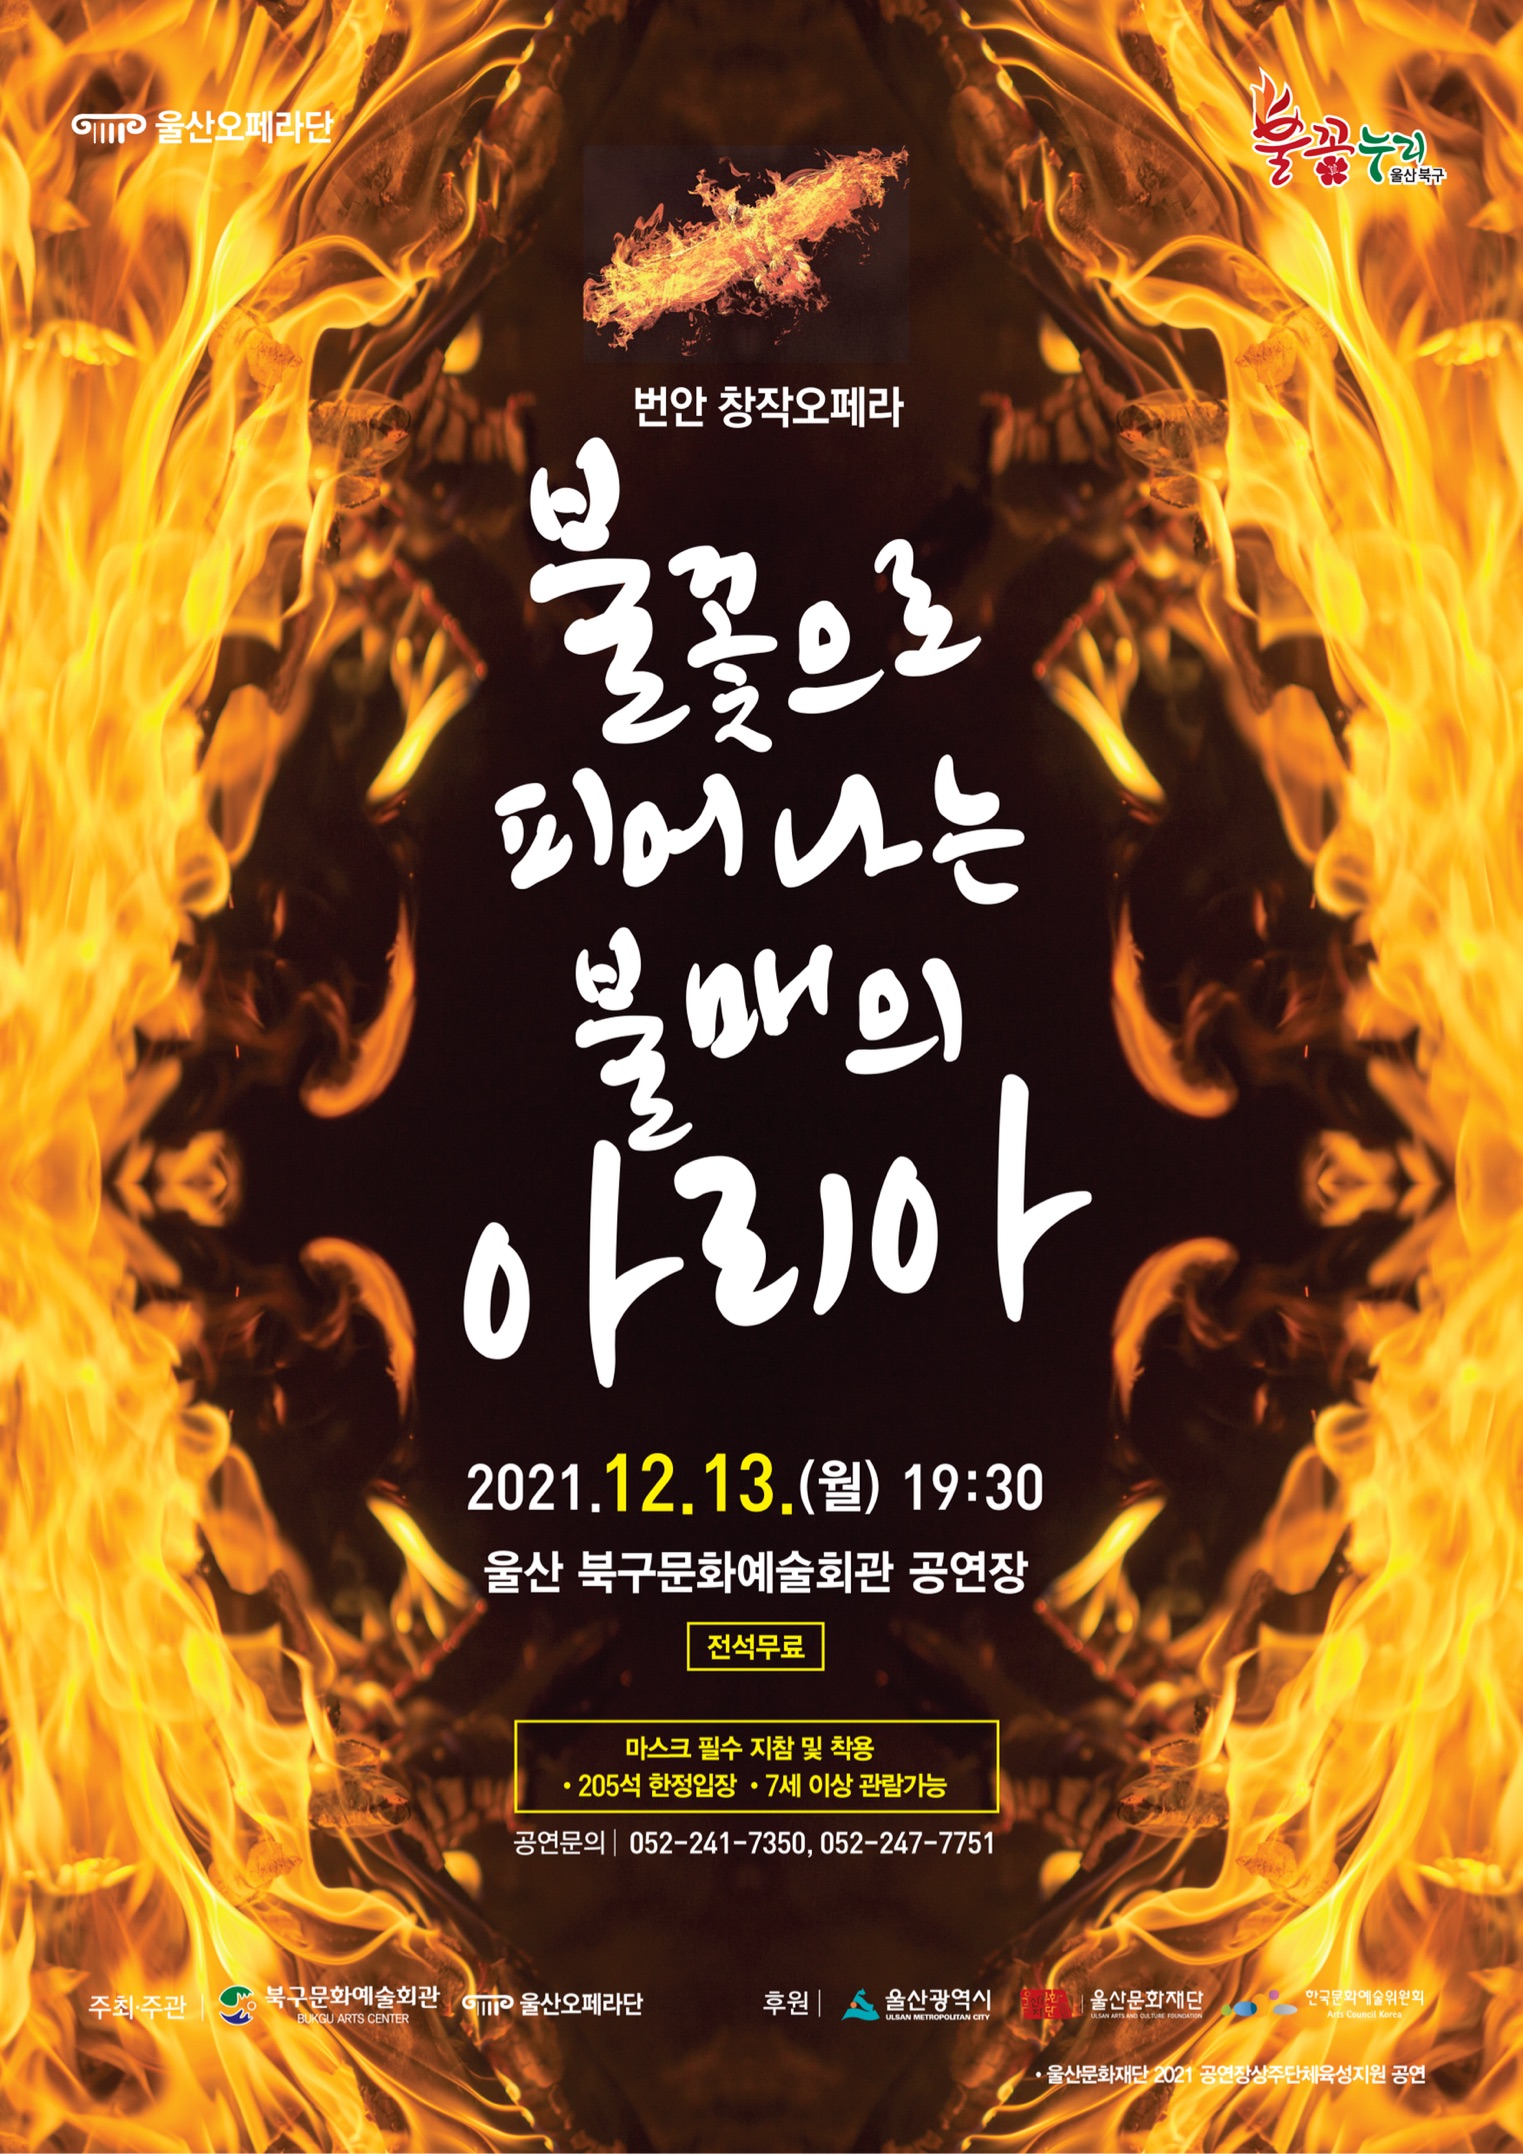 울산오페라단
불꽃누리
울산북구
번안 창작오페라
불꽃으로
피어나는
불매의
아리아
2021.12.13.(월) 19:30
울산 북구문화예술회관 공연장
전석무료
마스크 필수 지참 및 착용
• 205석 한정입장 • 7세 이상 관람가능
공연문의 | 052-241-7350, 052-247-7751
주최·주관 | 북구문화예술회관 BUKGU ARTS CENTER 울산오페라단 후원 | 울산광역시 ULSAN METROPOLITAN CITY 울산문화재단 ULSAN ARTS AND CULTURE FOUNDATION 한국문화예술위원회 Arts Council Korea
• 울산문화재단 2021 공연장상주단체육성지원 공연